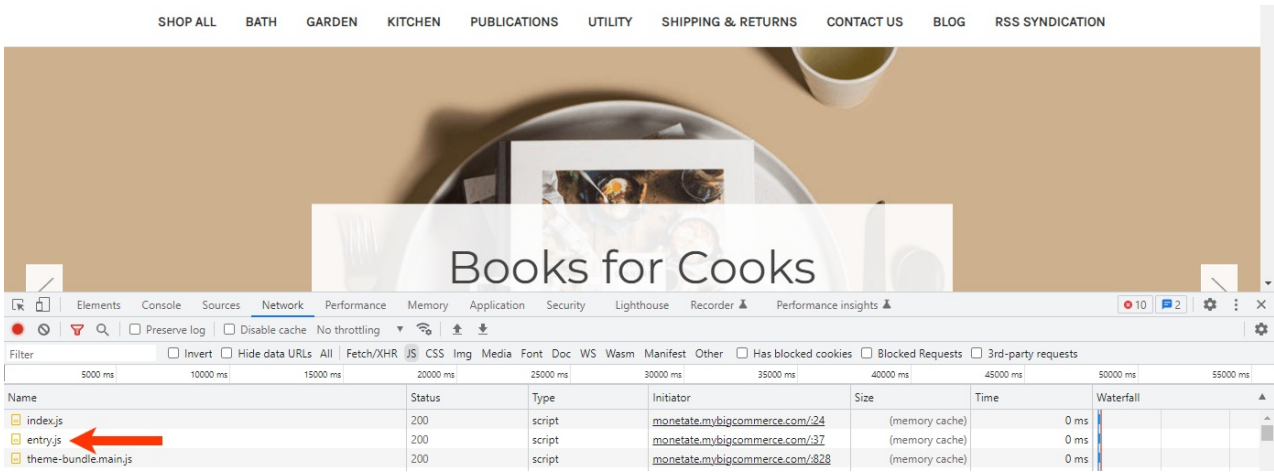 SHOP ALL BATH GARDEN KITCHEN PUBLICATIONS UTILITY SHIPPING & RETURNS CONTACT US BLOG RSS SYNDICATION
Books for Cooks
Elements Console Sources Network Performance Memory Application Security Lighthouse Recorder Performance insights 10 2
Preserve log Disable cache No throttling
Filter Invert Hide data URLs All Fetch/XHR JS CSS Img Media Font Doc WS Wasm Manifest Other Has blocked cookies Blocked Requests 3rd-party requests
5000 ms 10000 ms 15000 ms 20000 ms 25000 ms 30000 ms 35000 ms 40000 ms 45000 ms 50000 ms 55000 ms
Name Status Type Initiator Size Time Waterfall
index.js 200 script monetate.mybigcommerce.com/:24 (memory cache) 0 ms
entry.js 200 script monetate.mybigcommerce.com/:37 (memory cache) 0 ms
theme-bundle.main.js 200 script monetate.mybigcommerce.com/:828 (memory cache) 0 ms